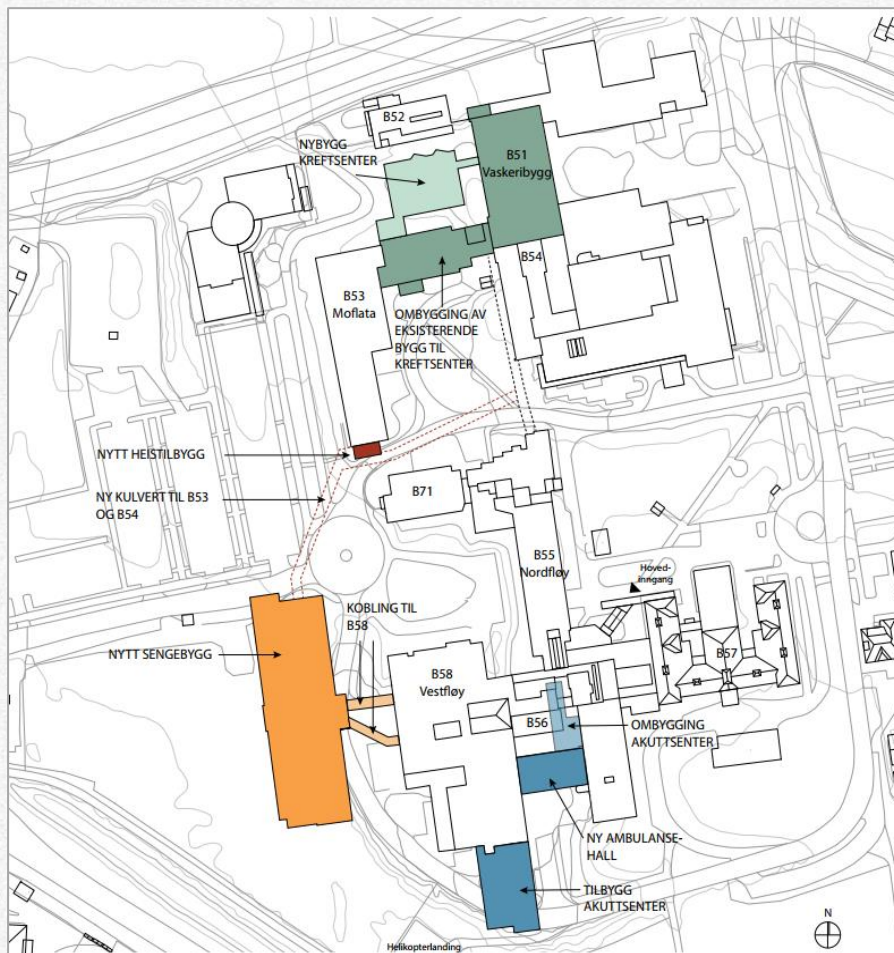 B52
NYBYGG
KREFTSENTER
B51
Vaskeribygg
B54
B53
Moflata
OMBYGGING AV
EKSISTERENDE
BYGG TIL
KREFTSENTER
NYTT HEISTILBYGG
NY KULVERT TIL B53
OG B54
B71
B55
Nordfløy
Hoved-
inngang
KOBLING TIL
B58
NYTT SENGEBYGG
B58
Vestfløy
B57
B56
OMBYGGING
AKUTTSENTER
NY AMBULANSE-
HALL
TILBYGG
AKUTTSENTER
N
Helikopterlanding